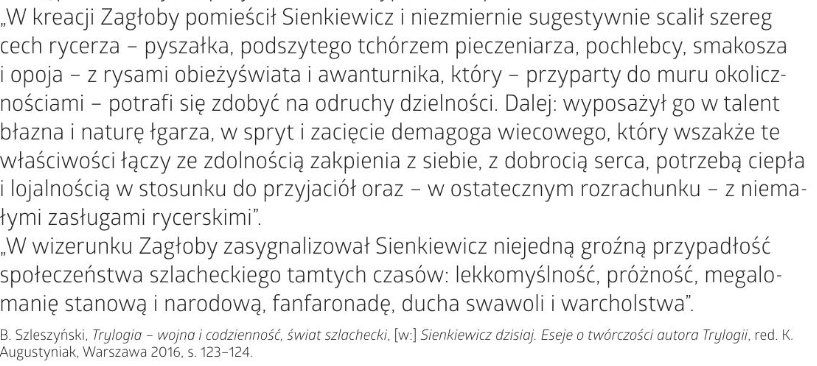 „W kreacji Zagłoby pomieścił Sienkiewicz i niezmiernie sugestywnie scalił szereg
cech rycerza – pyszałka, podszytego tchórzem pieczeniarza, pochlebcy, smakosza
i opoja – z rysami obieżyświata i awanturnika, który – przyparty do muru okolicz-
nościami – potrafi się zdobyć na odruchy dzielności. Dalej: wyposażył go w talent
błazna i naturę łgarza, w spryt i zacięcie demagoga wiecowego, który wszakże te
właściwości łączy ze zdolnością zakpienia z siebie, z dobrocią serca, potrzebą ciepła
i lojalnością w stosunku do przyjaciół oraz – w ostatecznym rozrachunku – z niema-
łymi zasługami rycerskimi”.
„W wizerunku Zagłoby zasygnalizował Sienkiewicz niejedną groźną przypadłość
społeczeństwa szlacheckiego tamtych czasów: lekkomyślność, próżność, megalo-
manię stanową i narodową, fanfaronadę, ducha swawoli i warcholstwa”.
B. Szleszyński, Trylogia – wojna i codzienność, świat szlachecki, [w:] Sienkiewicz dzisiaj. Eseje o twórczości autora Trylogii, red. K.
Augustyniak, Warszawa 2016, s. 123–124.